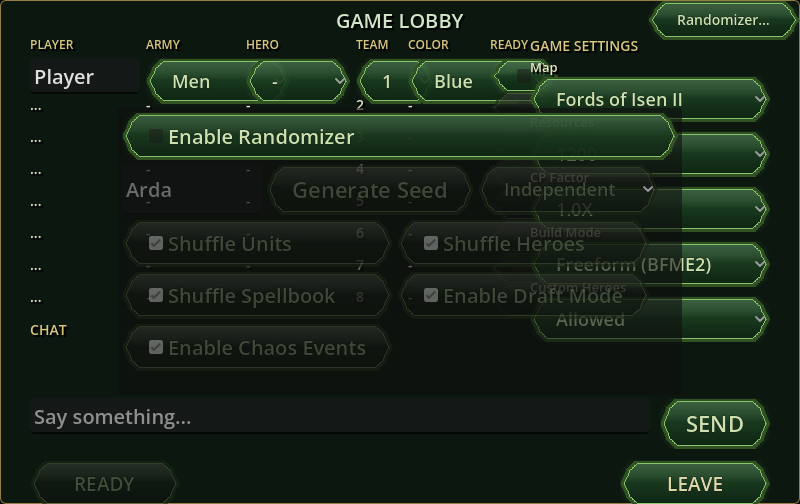 GAME LOBBY
Randomizer...
PLAYER ARMY HERO TEAM COLOR READY GAME SETTINGS
Map
Player Men - 1 Blue
Fords of Isen II
... - - 2 -
Resources
Enable Randomizer
...
1200
... - - 4 -
CP Factor
Arda Generate Seed Independent
... - - 5 -
1.0X
... - - 6 -
Build Mode
Shuffle Units Shuffle Heroes
... - - 7 -
Freeform (BFME2)
Custom Heroes
... - - 8 -
Shuffle Spellbook Enable Draft Mode
Allowed
CHAT
Enable Chaos Events
Say something...
SEND
READY
LEAVE